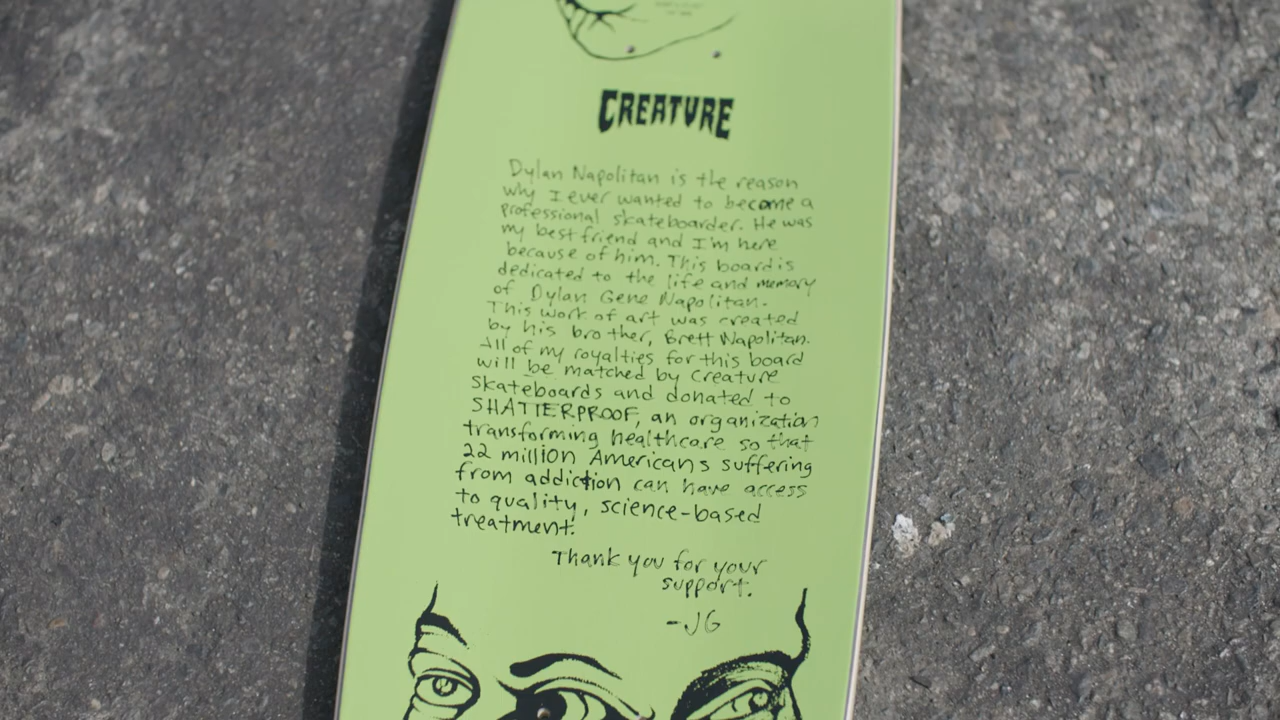 CREATURE
Dylan Napolitan is the reason
why I ever wanted to become a
professional skateboarder. He was
my best friend and I'm here
because of him. This board is
dedicated to the life and memory
of Dylan Gene Napolitan.
This work of art was created
by his brother, Brett Napolitan.
All of my royalties for this board
will be matched by Creature
Skateboards and donated to
SHATTERPROOF, an organization
transforming healthcare so that
22 million Americans suffering
from addiction can have access
to quality, science-based
treatment.
Thank you for your
support.
-JG